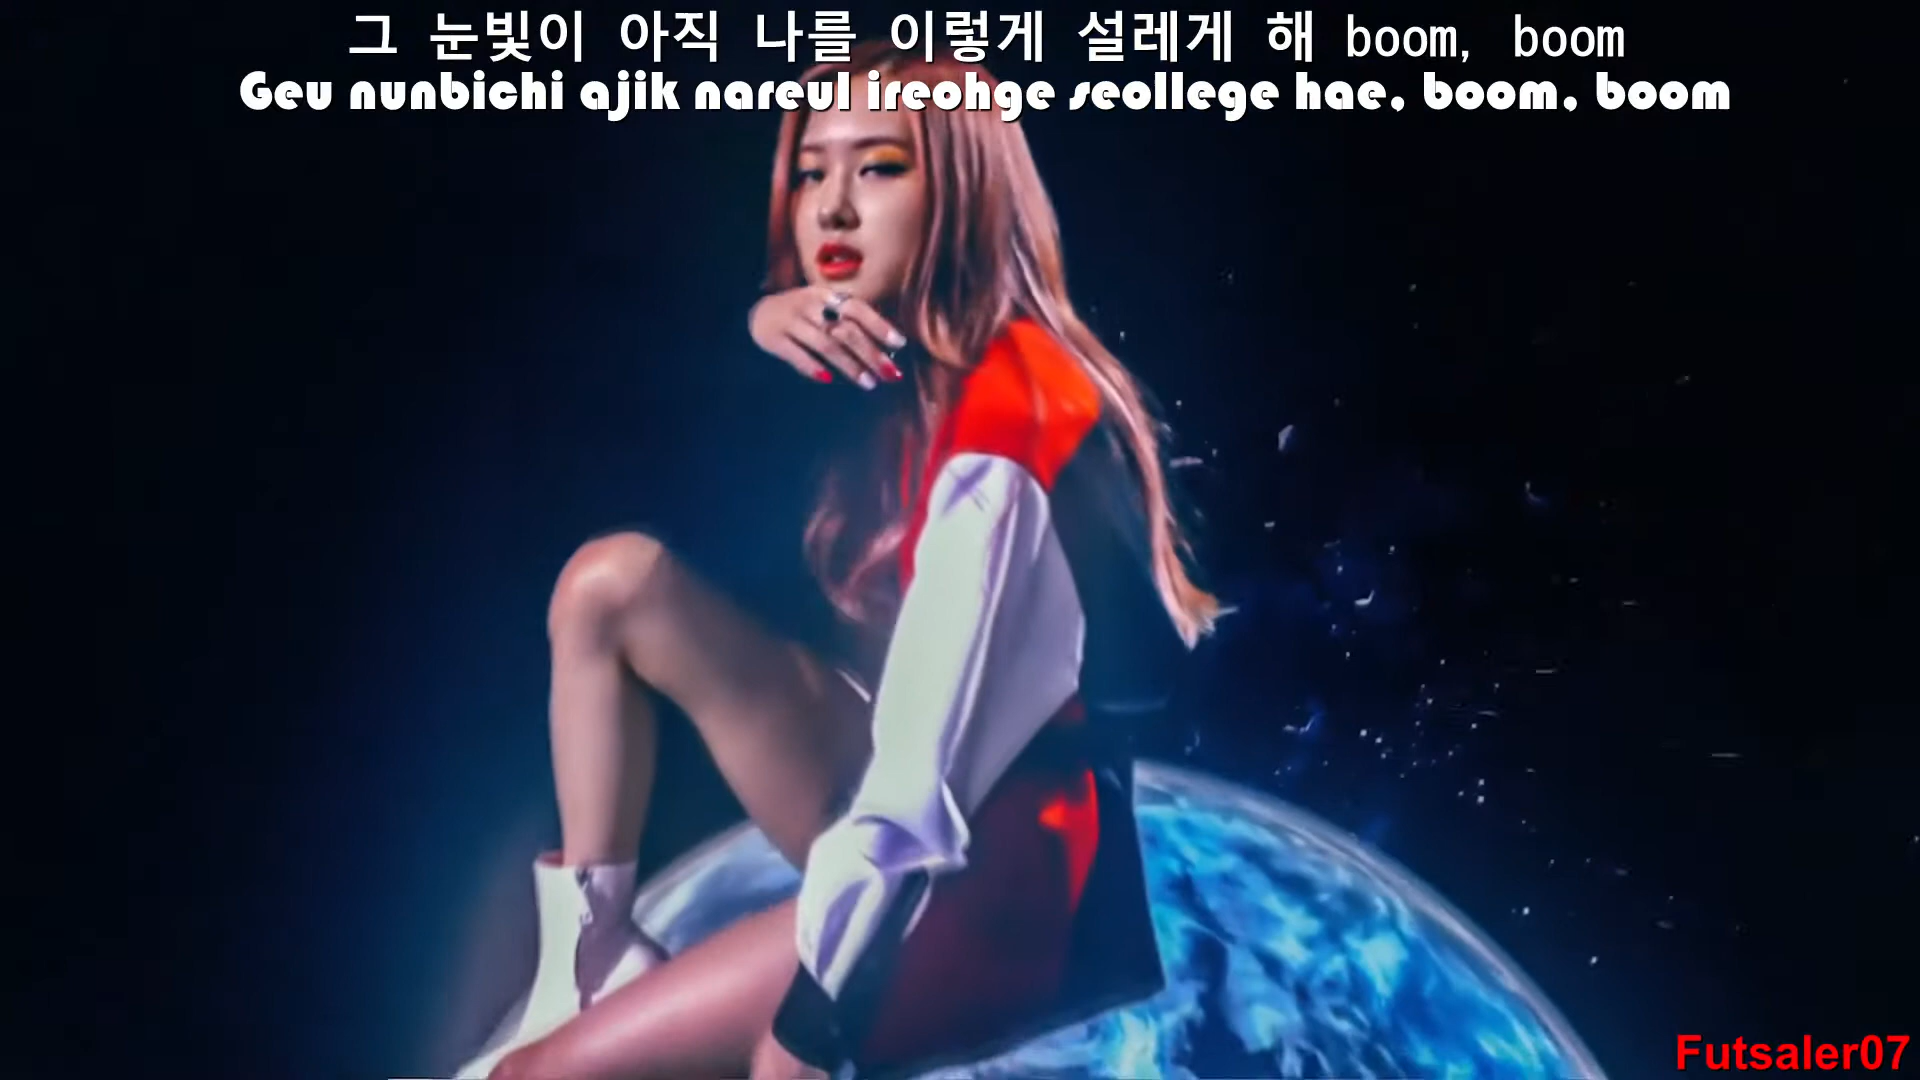 그 눈빛이 아직 나를 이렇게 설레게 해 boom, boom
Geu nunbichi ajik nareul ireohge seollege hae, boom, boom
Futsaler07